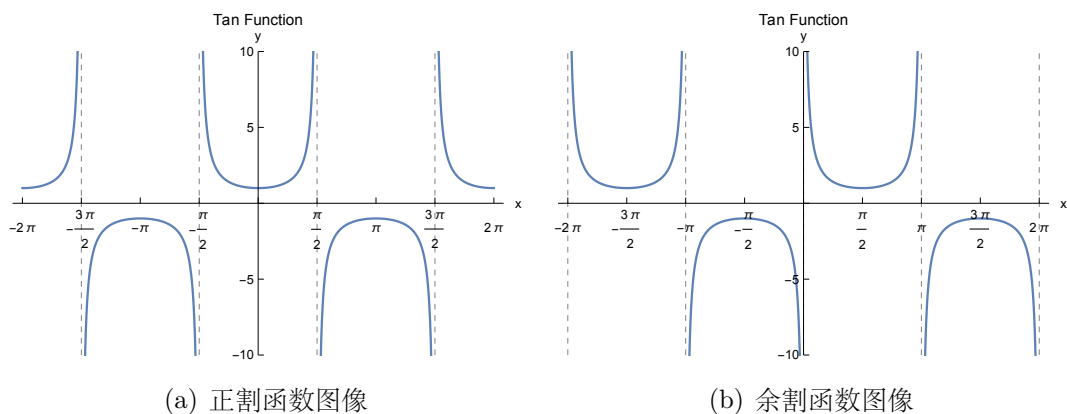 Tan Function
y
10
5
-5
-10
x
-2 π
-3 π/2
-π
-π/2
π/2
π
3 π/2
2 π
(a) 正割函数图像
Tan Function
y
10
5
-5
-10
x
-2 π
-3 π/2
-π
-π/2
π/2
π
3 π/2
2 π
(b) 余割函数图像